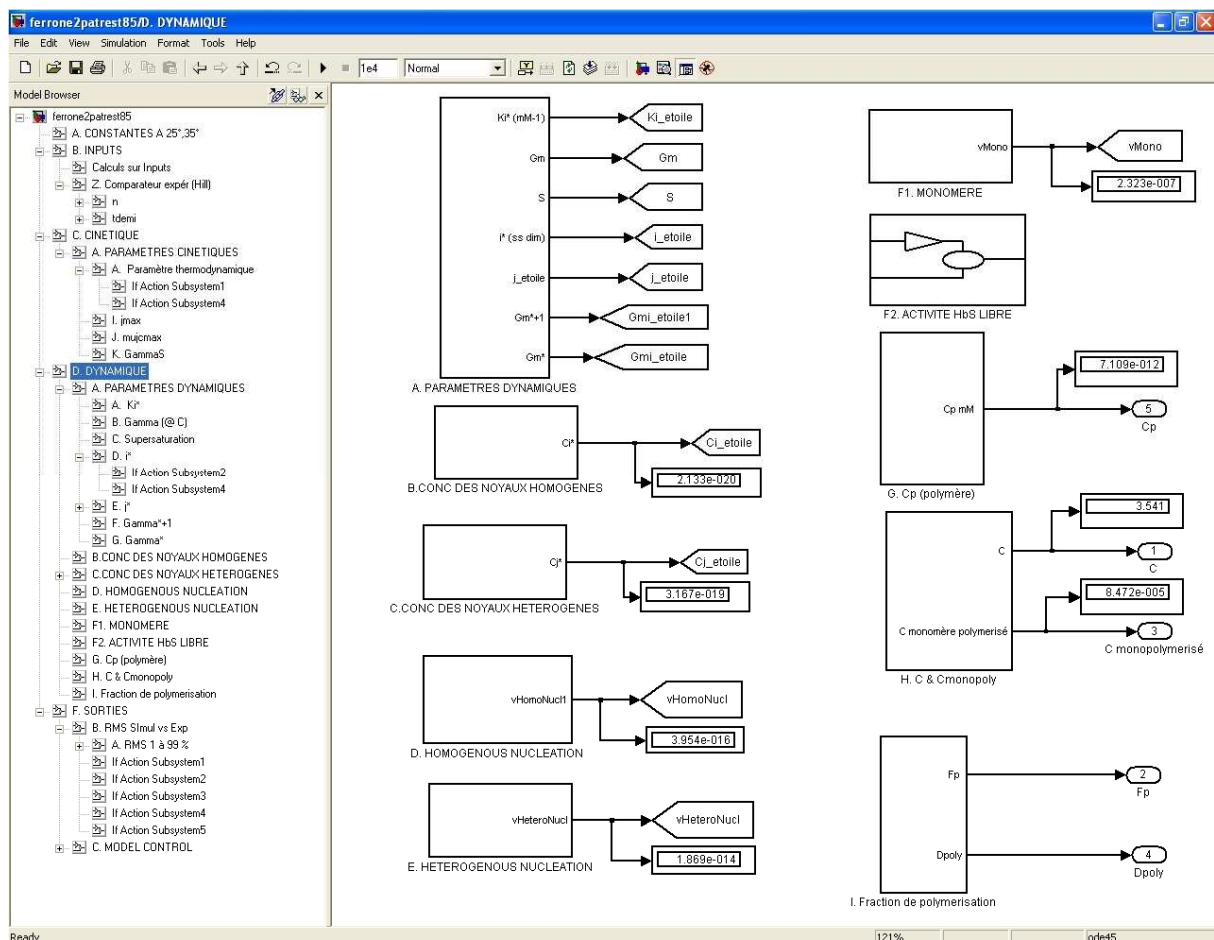 ferrone2patrest85/D. DYNAMIQUE
File Edit View Simulation Format Tools Help
1e4 Normal
Model Browser
ferrone2patrest85
A. CONSTANTES A 25°,35°
B. INPUTS
Calculs sur Inputs
Z. Comparateur expér (Hill)
n
tdemi
C. CINETIQUE
A. PARAMETRES CINETIQUES
A. Paramètre thermodynamique
If Action Subsystem1
If Action Subsystem4
I. jmax
J. mujcmax
K. GammaS
D. DYNAMIQUE
A. PARAMETRES DYNAMIQUES
A. Ki*
B. Gamma (@ C)
C. Supersaturation
D. i*
If Action Subsystem2
If Action Subsystem4
E. j*
F. Gamma*+1
G. Gamma*
B.CONC DES NOYAUX HOMOGENES
C.CONC DES NOYAUX HETEROGENES
D. HOMOGENOUS NUCLEATION
E. HETEROGENOUS NUCLEATION
F1. MONOMERE
F2. ACTIVITE HbS LIBRE
G. Cp (polymère)
H. C & Cmonopoly
I. Fraction de polymerisation
F. SORTIES
B. RMS SImul vs Exp
A. RMS 1 à 99 %
If Action Subsystem1
If Action Subsystem2
If Action Subsystem3
If Action Subsystem4
If Action Subsystem5
C. MODEL CONTROL
Ki* (mM-1) Ki_etoile
Gm Gm
S S
i* (ss dim) i_etoile
j_etoile j_etoile
Gm*+1 Gmi_etoile1
Gm* Gmi_etoile
A. PARAMETRES DYNAMIQUES
Ci* Ci_etoile
2.133e-020
B.CONC DES NOYAUX HOMOGENES
Cj* Cj_etoile
3.167e-019
C.CONC DES NOYAUX HETEROGENES
vHomoNucl1 vHomoNucl
3.954e-016
D. HOMOGENOUS NUCLEATION
vHeteroNucl vHeteroNucl
1.869e-014
E. HETEROGENOUS NUCLEATION
vMono vMono
2.323e-007
F1. MONOMERE
F2. ACTIVITE HbS LIBRE
7.109e-012
Cp mM 5
Cp
G. Cp (polymère)
3.541
C 1
C
8.472e-005
C monomère polymerisé 3
C monopolymerisé
H. C & Cmonopoly
Fp 2
Fp
Dpoly 4
Dpoly
I. Fraction de polymerisation
Ready 121% ode45